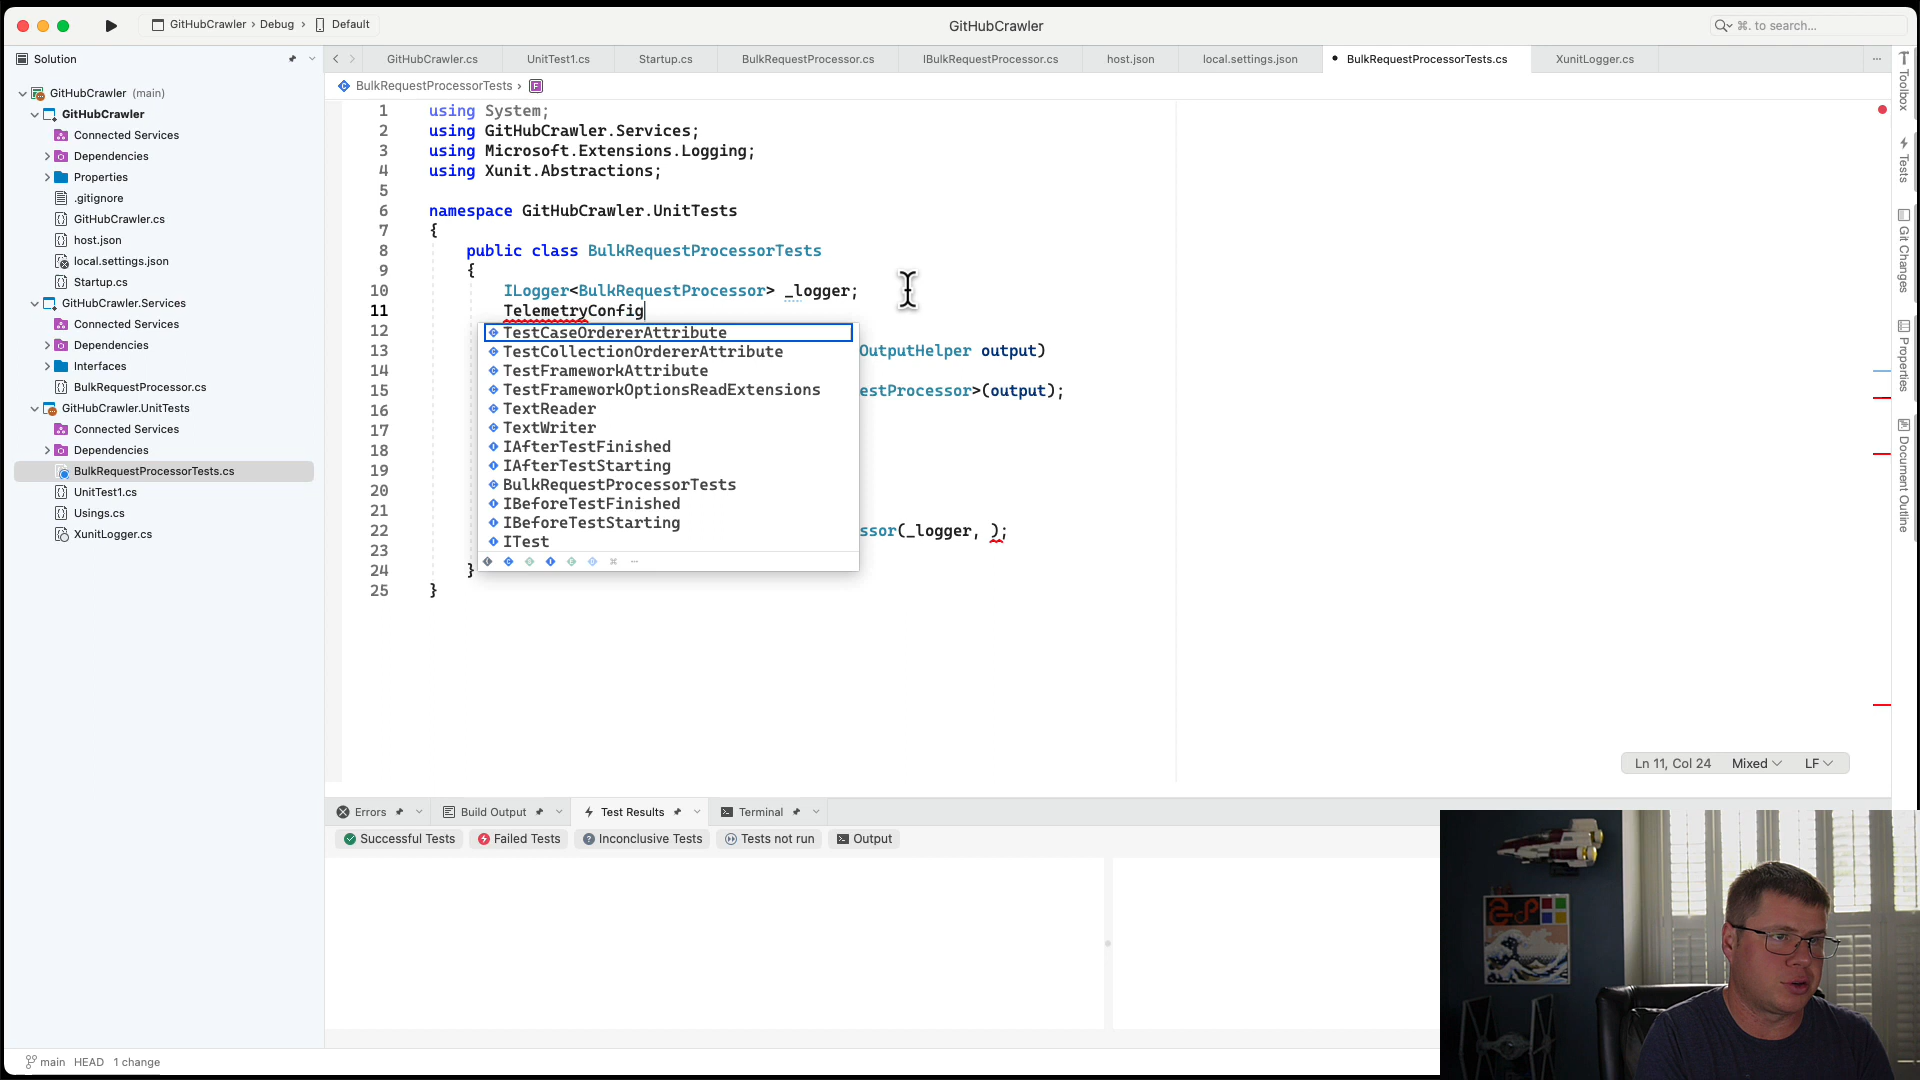 GitHubCrawler › Debug › Default
GitHubCrawler
⌘. to search...
Solution
GitHubCrawler.cs
UnitTest1.cs
Startup.cs
BulkRequestProcessor.cs
IBulkRequestProcessor.cs
host.json
local.settings.json
BulkRequestProcessorTests.cs
XunitLogger.cs
BulkRequestProcessorTests ›
GitHubCrawler (main)
GitHubCrawler
Connected Services
Dependencies
Properties
.gitignore
GitHubCrawler.cs
host.json
local.settings.json
Startup.cs
GitHubCrawler.Services
Connected Services
Dependencies
Interfaces
BulkRequestProcessor.cs
GitHubCrawler.UnitTests
Connected Services
Dependencies
BulkRequestProcessorTests.cs
UnitTest1.cs
Usings.cs
XunitLogger.cs
1 using System;
2 using GitHubCrawler.Services;
3 using Microsoft.Extensions.Logging;
4 using Xunit.Abstractions;
5
6 namespace GitHubCrawler.UnitTests
7 {
8 public class BulkRequestProcessorTests
9 {
10 ILogger<BulkRequestProcessor> _logger;
11 TelemetryConfig
12
13 OutputHelper output)
14
15 estProcessor>(output);
16
17
18
19
20
21
22 ssor(_logger, );
23
24 }
25 }
TestCaseOrdererAttribute
TestCollectionOrdererAttribute
TestFrameworkAttribute
TestFrameworkOptionsReadExtensions
TextReader
TextWriter
IAfterTestFinished
IAfterTestStarting
BulkRequestProcessorTests
IBeforeTestFinished
IBeforeTestStarting
ITest
Toolbox
Tests
Git Changes
Properties
Document Outline
Ln 11, Col 24 Mixed LF
Errors
Build Output
Test Results
Terminal
Successful Tests
Failed Tests
Inconclusive Tests
Tests not run
Output
main HEAD 1 change